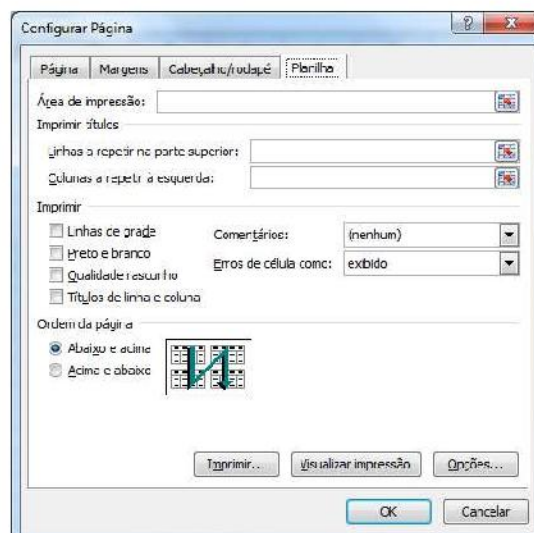 Configurar Página
Página Margens Cabeçalho/rodapé Planilha
Área de impressão:
Imprimir títulos
Linhas a repetir na parte superior:
Colunas a repetir à esquerda:
Imprimir
Linhas de grade
Preto e branco
Qualidade rascunho
Títulos de linha e coluna
Comentários: (nenhum)
Erros de célula como: exibido
Ordem da página
Abaixo e acima
Acima e abaixo
Imprimir... Visualizar impressão Opções...
OK Cancelar